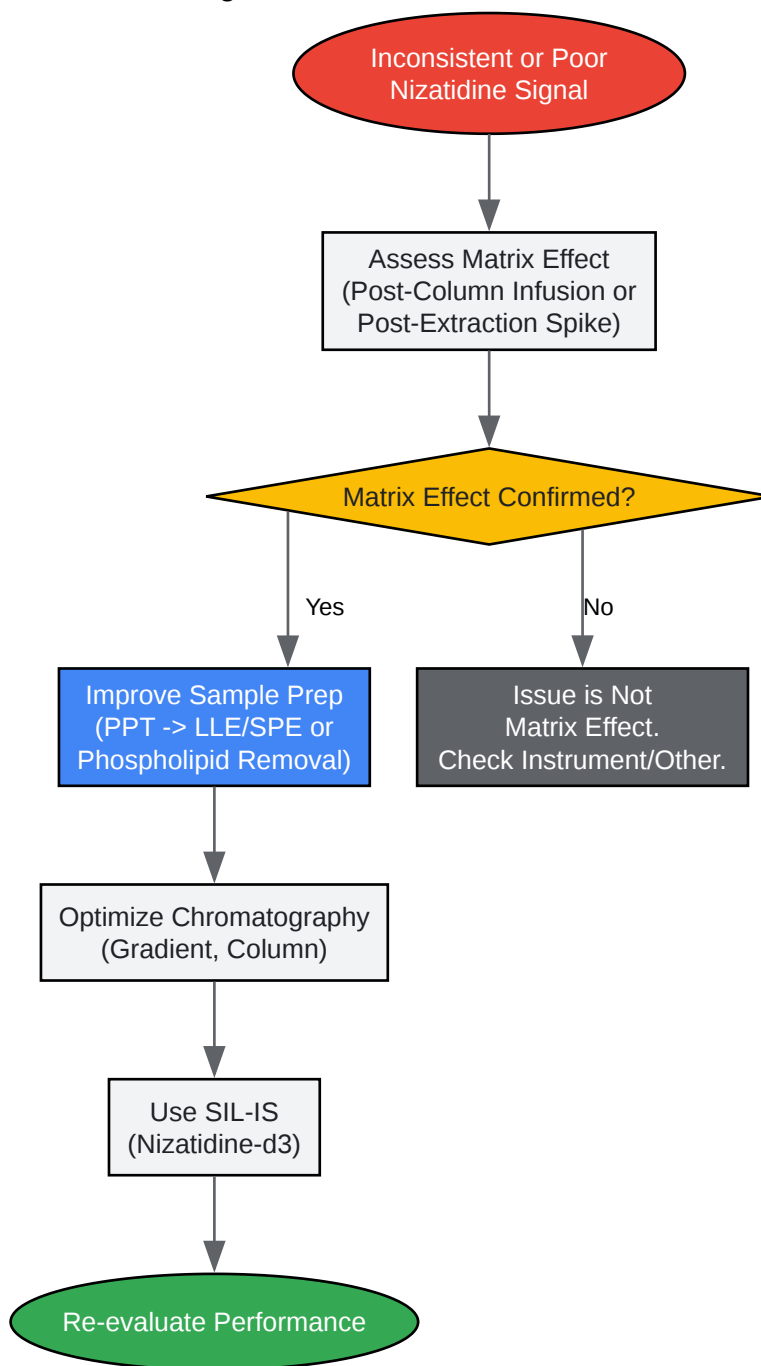 Inconsistent or Poor
Nizatidine Signal
Assess Matrix Effect
(Post-Column Infusion or
Post-Extraction Spike)
Matrix Effect Confirmed?
Yes
No
Improve Sample Prep
(PPT -> LLE/SPE or
Phospholipid Removal)
Issue is Not
Matrix Effect.
Check Instrument/Other.
Optimize Chromatography
(Gradient, Column)
Use SIL-IS
(Nizatidine-d3)
Re-evaluate Performance